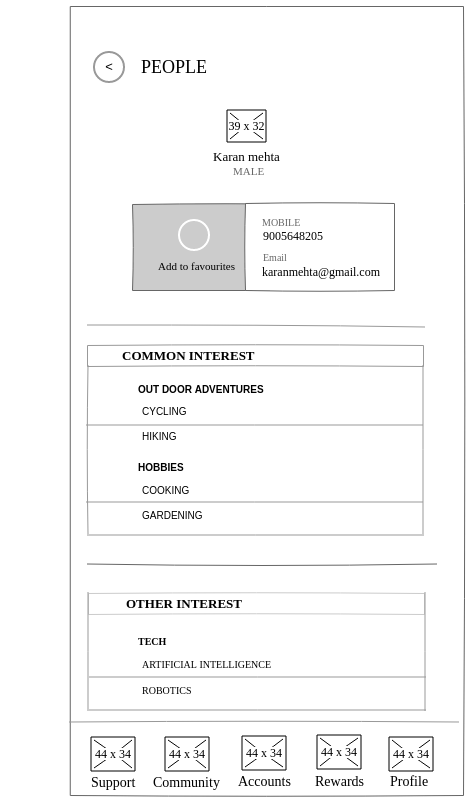 < PEOPLE
39 x 32
Karan mehta
MALE
MOBILE
9005648205
Email
karanmehta@gmail.com
Add to favourites
COMMON INTEREST
OUT DOOR ADVENTURES
CYCLING
HIKING
HOBBIES
COOKING
GARDENING
OTHER INTEREST
TECH
ARTIFICIAL INTELLIGENCE
ROBOTICS
44 x 34 44 x 34 44 x 34 44 x 34 44 x 34
Support Community Accounts Rewards Profile